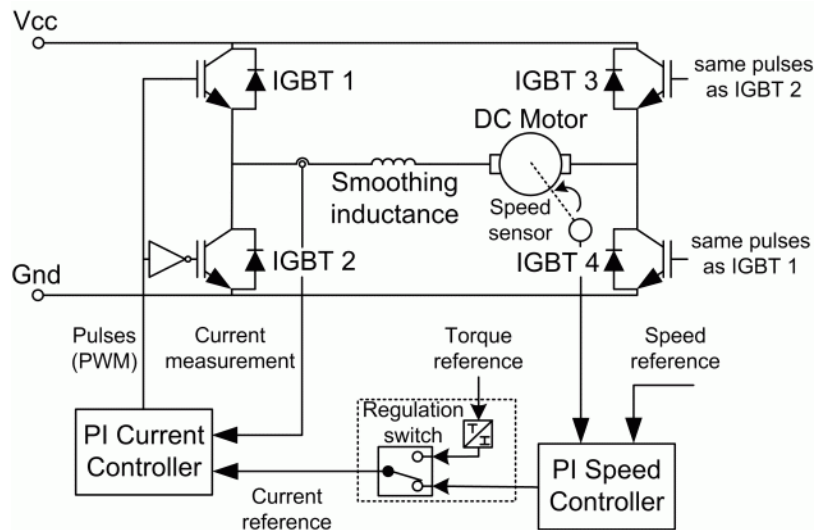 Vcc
IGBT 1
IGBT 3
same pulses
as IGBT 2
DC Motor
Smoothing
inductance
Speed
sensor
IGBT 2
IGBT 4
same pulses
as IGBT 1
Gnd
Pulses
(PWM)
Current
measurement
Torque
reference
Speed
reference
Regulation
switch
T
I
PI Current
Controller
Current
reference
PI Speed
Controller